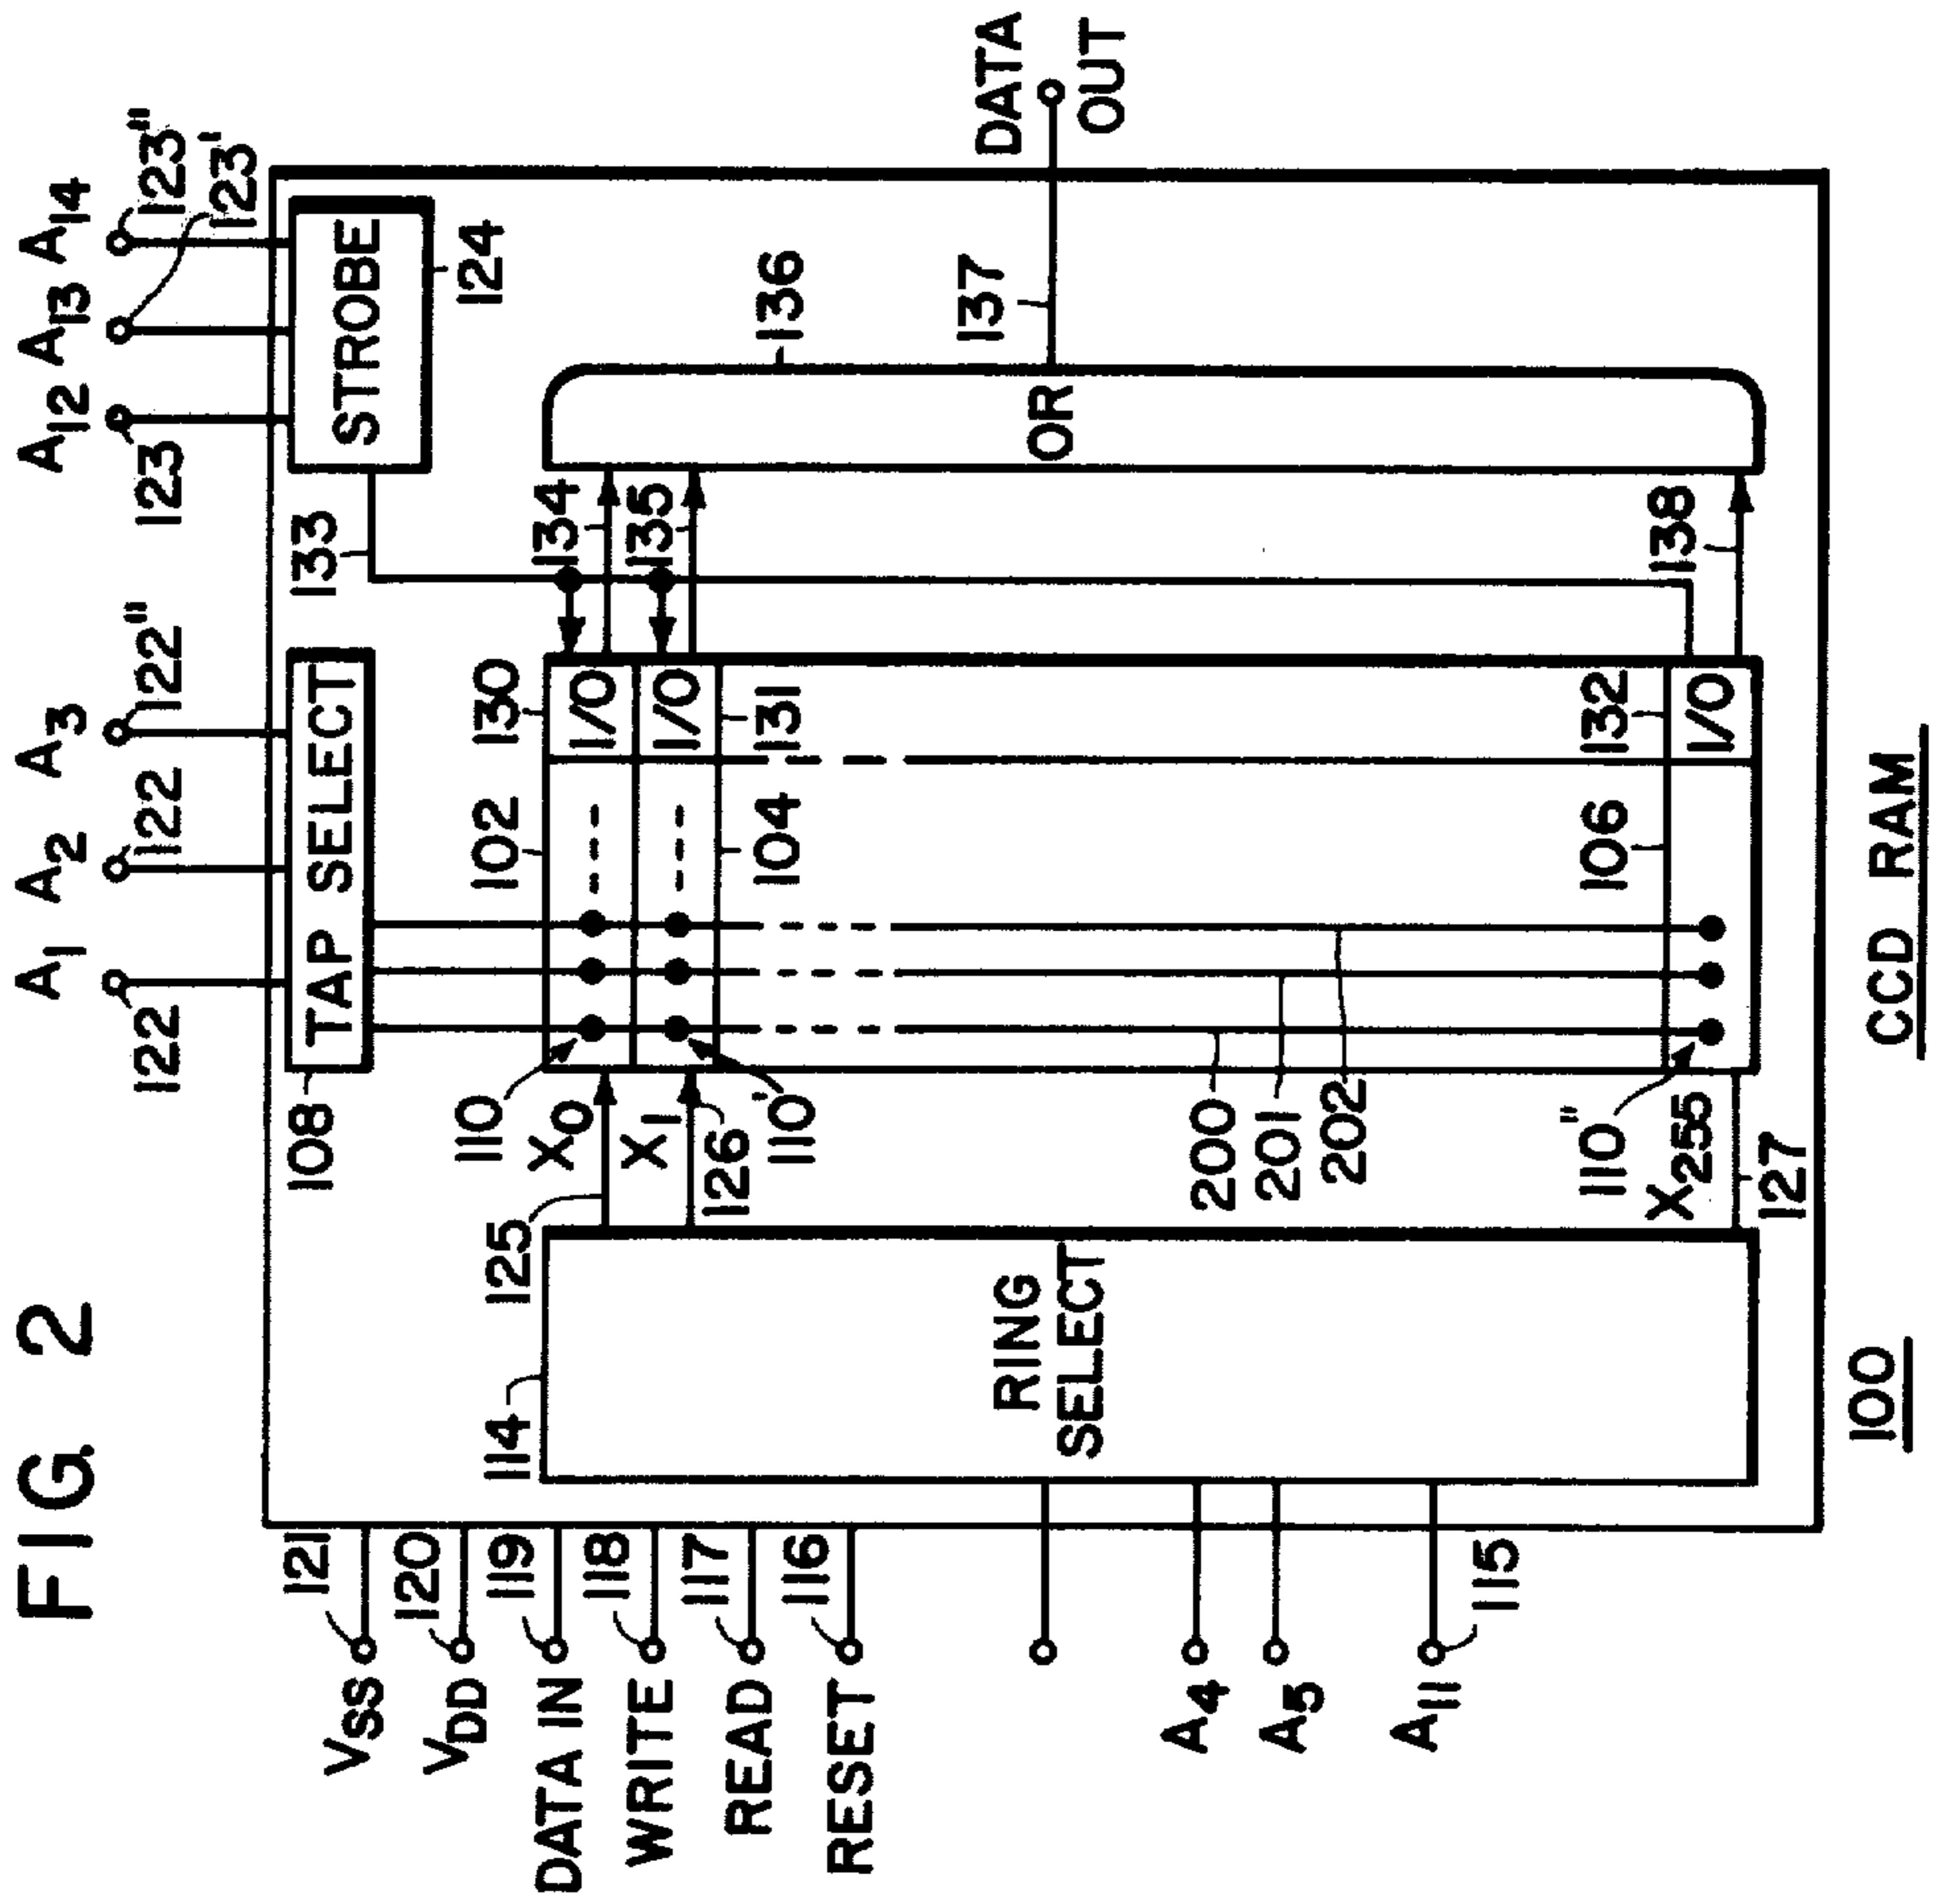 FIG. 2
A1 A2 A3 A12 A13 A14
122 122 122" 123 123' 123"
121
VSS
120
VDD
119
DATA IN
118
WRITE
117
READ
116
RESET
A4
A5
A11
115
108
TAP SELECT
133
STROBE
124
114
RING
SELECT
125
X0
X1
126
110
110'
102
104
130
131
I/O
I/O
134
135
136
OR
137
DATA
OUT
200
201
202
110"
X255
127
106
132
I/O
138
100
CCD RAM